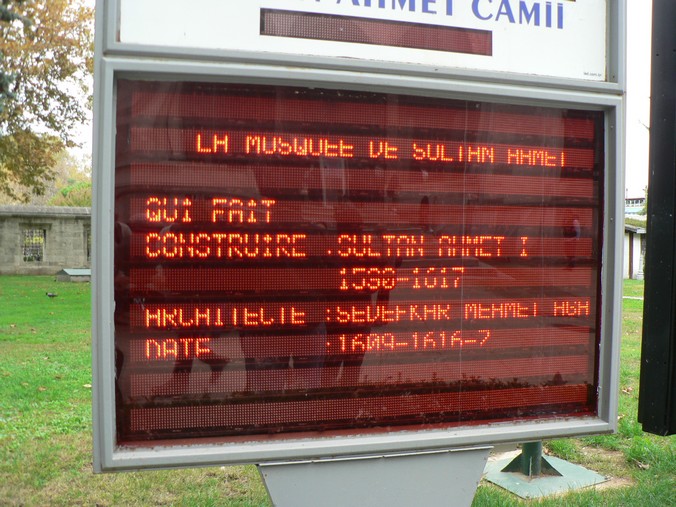 AHMET CAMİİ
LA MOSQUEE DE SULTAN AHMET
QUI FAIT
CONSTRUIRE :SULTAN AHMET I
1590-1617
ARCHITECTE :SEDEFKAR MEHMET AGA
DATE :1609-1616-7